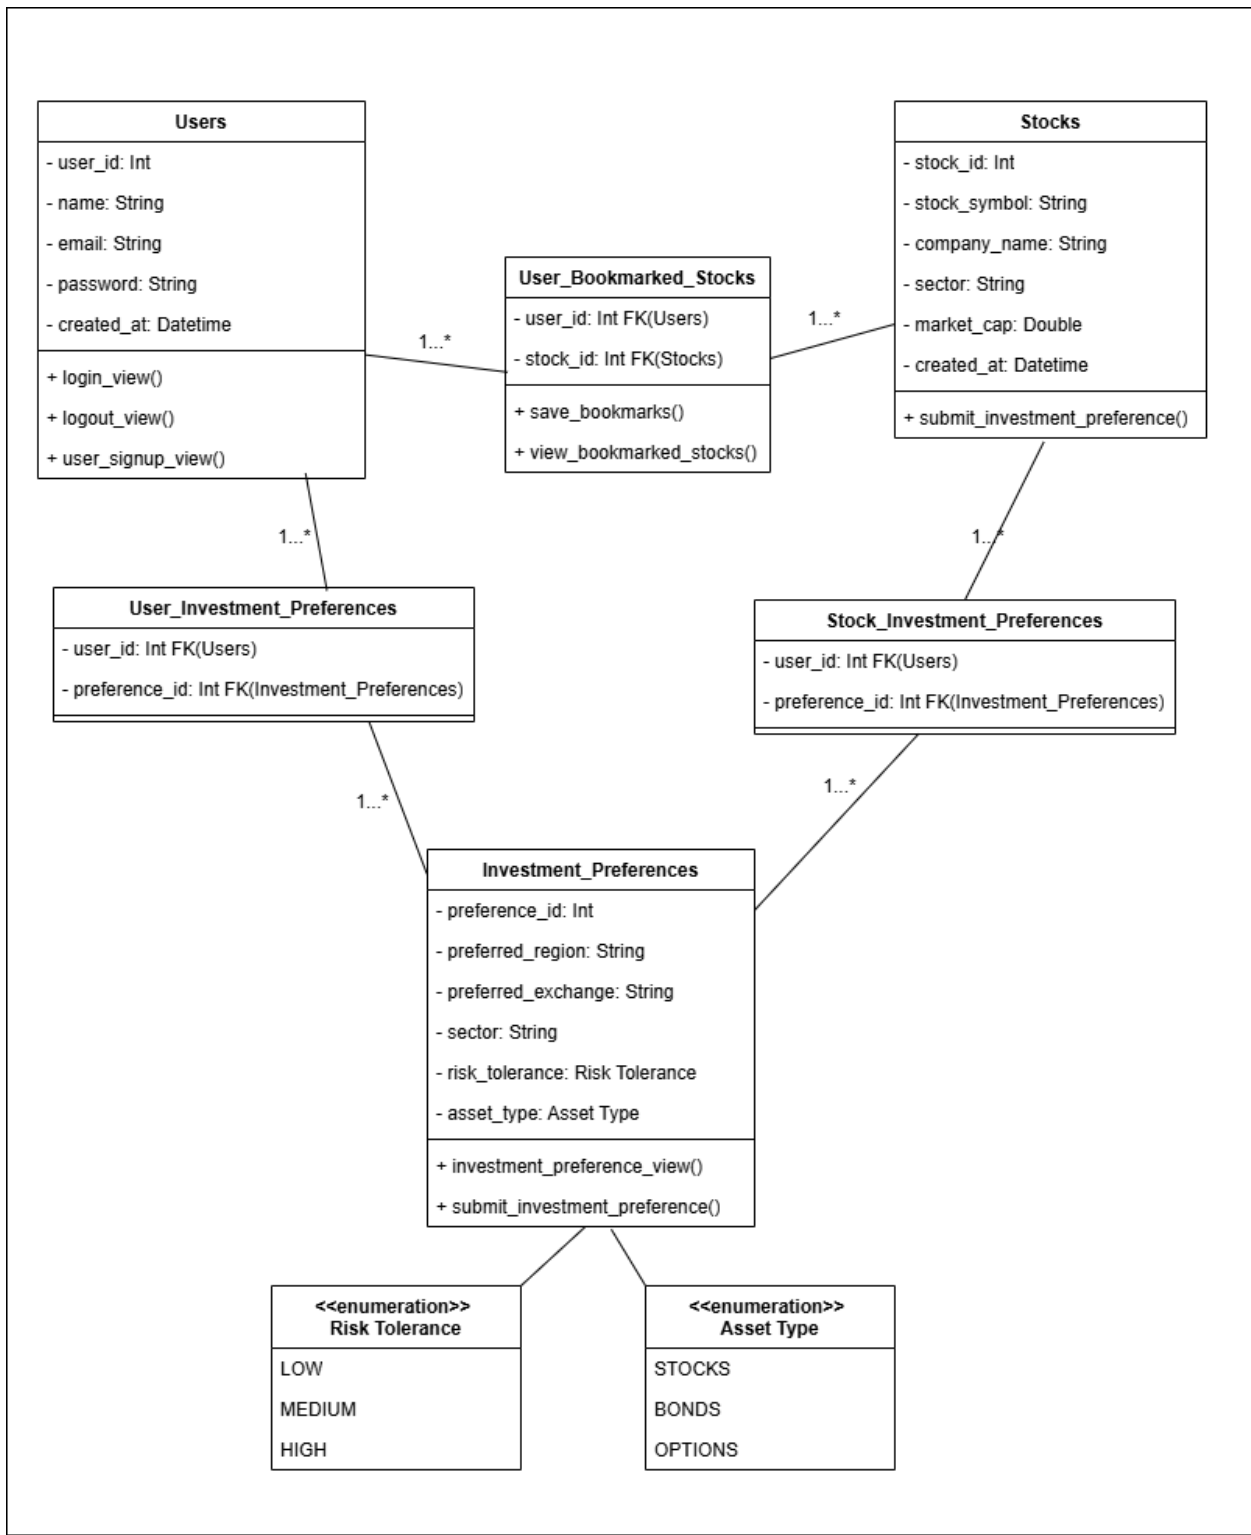 Users
- user_id: Int
- name: String
- email: String
- password: String
- created_at: Datetime
+ login_view()
+ logout_view()
+ user_signup_view()
1...*
User_Bookmarked_Stocks
- user_id: Int FK(Users)
- stock_id: Int FK(Stocks)
+ save_bookmarks()
+ view_bookmarked_stocks()
1...*
Stocks
- stock_id: Int
- stock_symbol: String
- company_name: String
- sector: String
- market_cap: Double
- created_at: Datetime
+ submit_investment_preference()
1...*
1...*
User_Investment_Preferences
- user_id: Int FK(Users)
- preference_id: Int FK(Investment_Preferences)
Stock_Investment_Preferences
- user_id: Int FK(Users)
- preference_id: Int FK(Investment_Preferences)
1...*
1...*
Investment_Preferences
- preference_id: Int
- preferred_region: String
- preferred_exchange: String
- sector: String
- risk_tolerance: Risk Tolerance
- asset_type: Asset Type
+ investment_preference_view()
+ submit_investment_preference()
<<enumeration>>
Risk Tolerance
LOW
MEDIUM
HIGH
<<enumeration>>
Asset Type
STOCKS
BONDS
OPTIONS